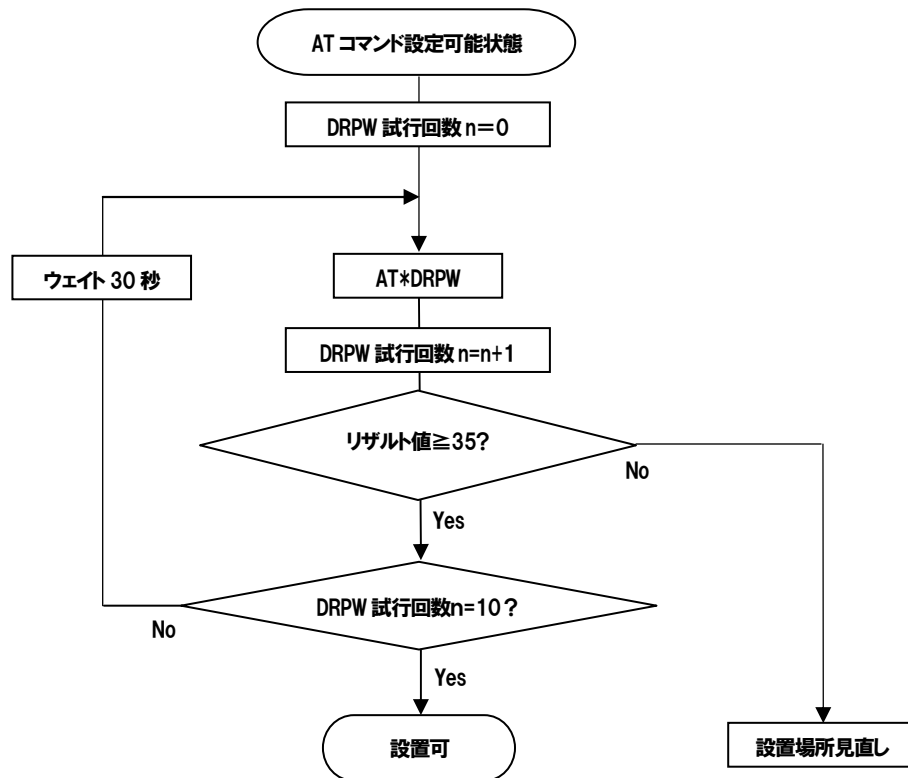 AT コマンド設定可能状態
DRPW 試行回数 n=0
ウェイト 30 秒
AT*DRPW
DRPW 試行回数 n=n+1
リザルト値≧35?
No
Yes
DRPW 試行回数n=10?
No
Yes
設置可
設置場所見直し